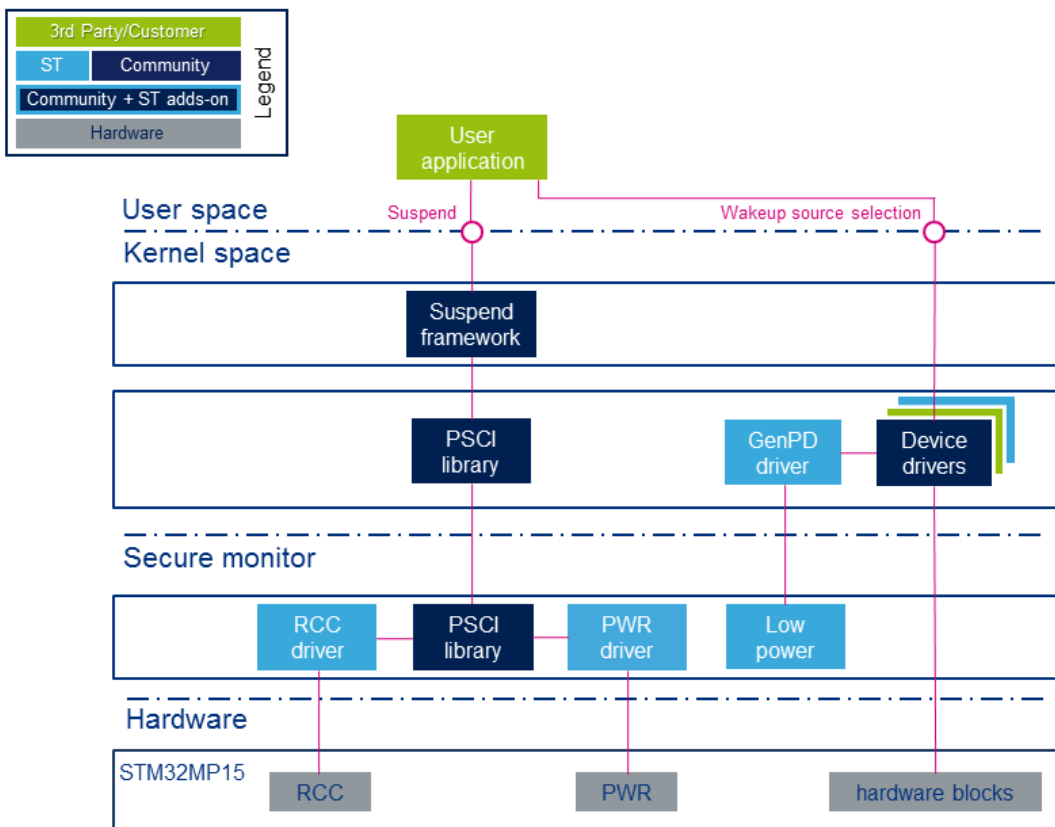 3rd Party/Customer
ST
Community
Community + ST adds-on
Hardware
Legend
User
application
User space
Suspend
Wakeup source selection
Kernel space
Suspend
framework
PSCI
library
GenPD
driver
Device
drivers
Secure monitor
RCC
driver
PSCI
library
PWR
driver
Low
power
Hardware
STM32MP15
RCC
PWR
hardware blocks